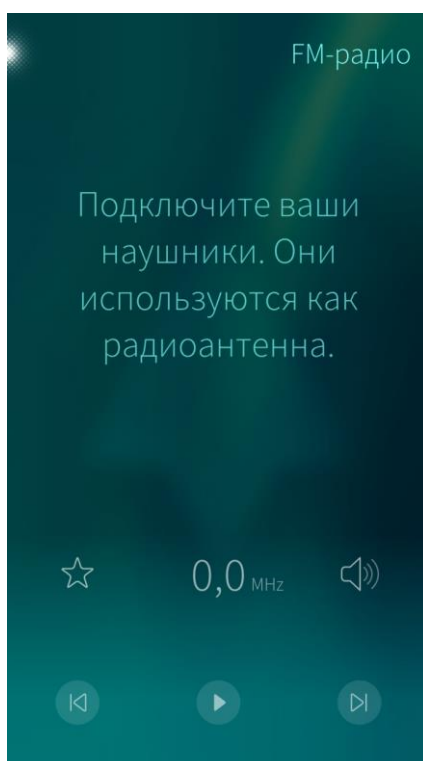 FM-радио
Подключите ваши
наушники. Они
используются как
радиоантенна.
0,0 MHz